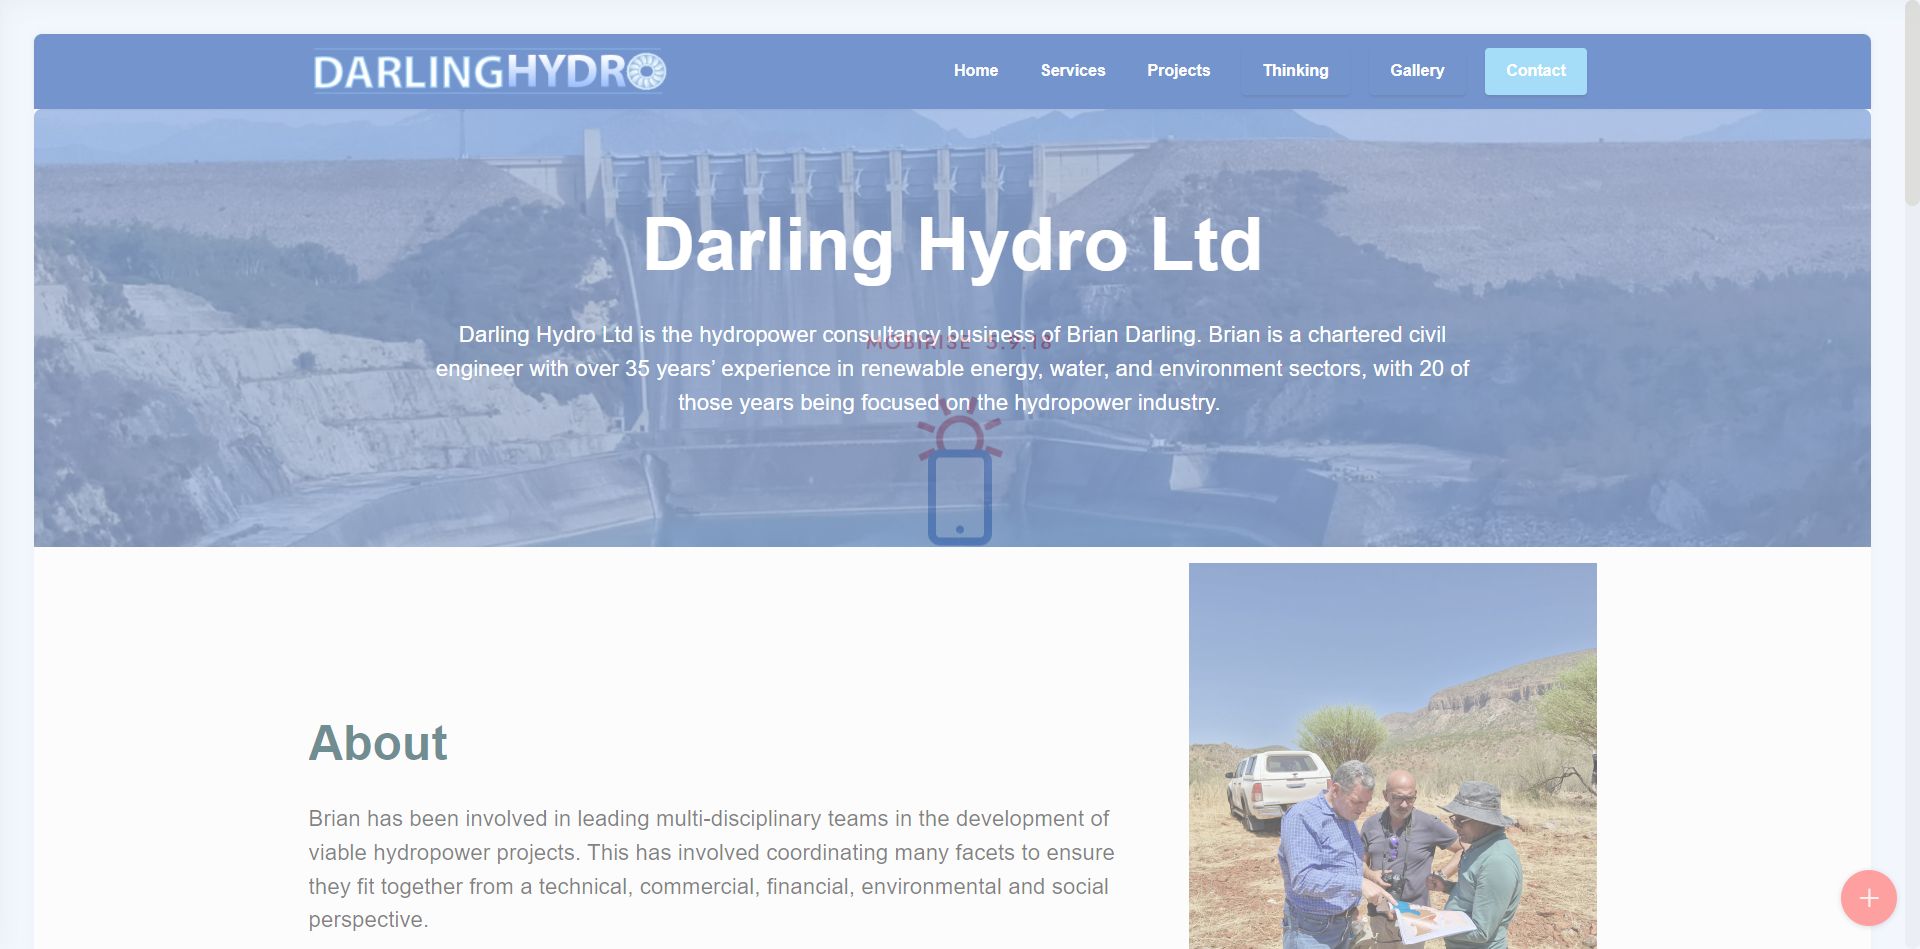 DARLINGHYDRO
Home Services Projects Thinking Gallery Contact
Darling Hydro Ltd
Darling Hydro Ltd is the hydropower consultancy business of Brian Darling. Brian is a chartered civil
MOBIRISE 5.9.18
engineer with over 35 years’ experience in renewable energy, water, and environment sectors, with 20 of
those years being focused on the hydropower industry.
About
Brian has been involved in leading multi-disciplinary teams in the development of
viable hydropower projects. This has involved coordinating many facets to ensure
they fit together from a technical, commercial, financial, environmental and social
perspective.